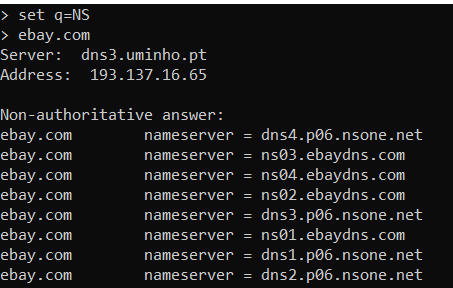 > set q=NS
> ebay.com
Server:  dns3.uminho.pt
Address:  193.137.16.65

Non-authoritative answer:
ebay.com        nameserver = dns4.p06.nsone.net
ebay.com        nameserver = ns03.ebaydns.com
ebay.com        nameserver = ns04.ebaydns.com
ebay.com        nameserver = ns02.ebaydns.com
ebay.com        nameserver = dns3.p06.nsone.net
ebay.com        nameserver = ns01.ebaydns.com
ebay.com        nameserver = dns1.p06.nsone.net
ebay.com        nameserver = dns2.p06.nsone.net